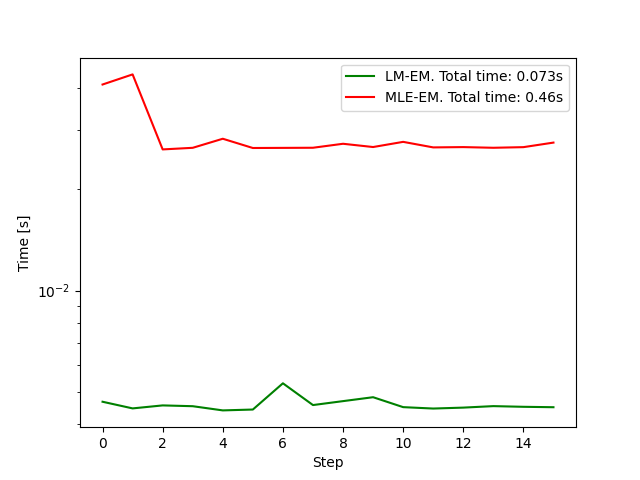 LM-EM. Total time: 0.073s
MLE-EM. Total time: 0.46s
Time [s]
10⁻²
0 2 4 6 8 10 12 14
Step